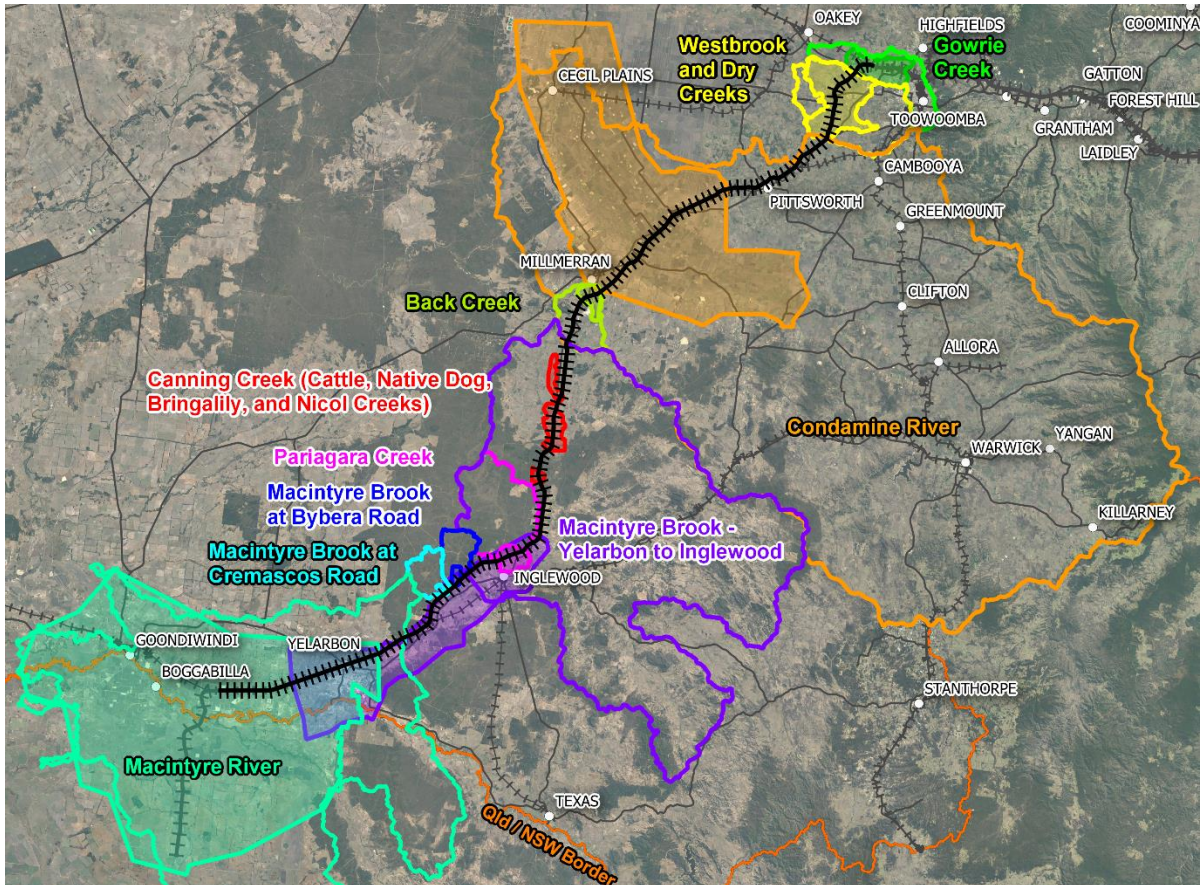 OAKEY
HIGHFIELDS
COOMINYA
Westbrook
and Dry
Creeks
Gowrie
Creek
CECIL PLAINS
GATTON
FOREST HILL
TOOWOOMBA
GRANTHAM
LAIDLEY
CAMBOOYA
PITTSWORTH
GREENMOUNT
MILLMERRAN
Back Creek
CLIFTON
ALLORA
Canning Creek (Cattle, Native Dog,
Bringalily, and Nicol Creeks)
Condamine River
YANGAN
WARWICK
Pariagara Creek
Macintyre Brook
at Bybera Road
KILLARNEY
Macintyre Brook -
Yelarbon to Inglewood
Macintyre Brook at
Cremascos Road
INGLEWOOD
GOONDIWINDI
YELARBON
BOGGABILLA
STANTHORPE
Macintyre River
TEXAS
Qld / NSW Border